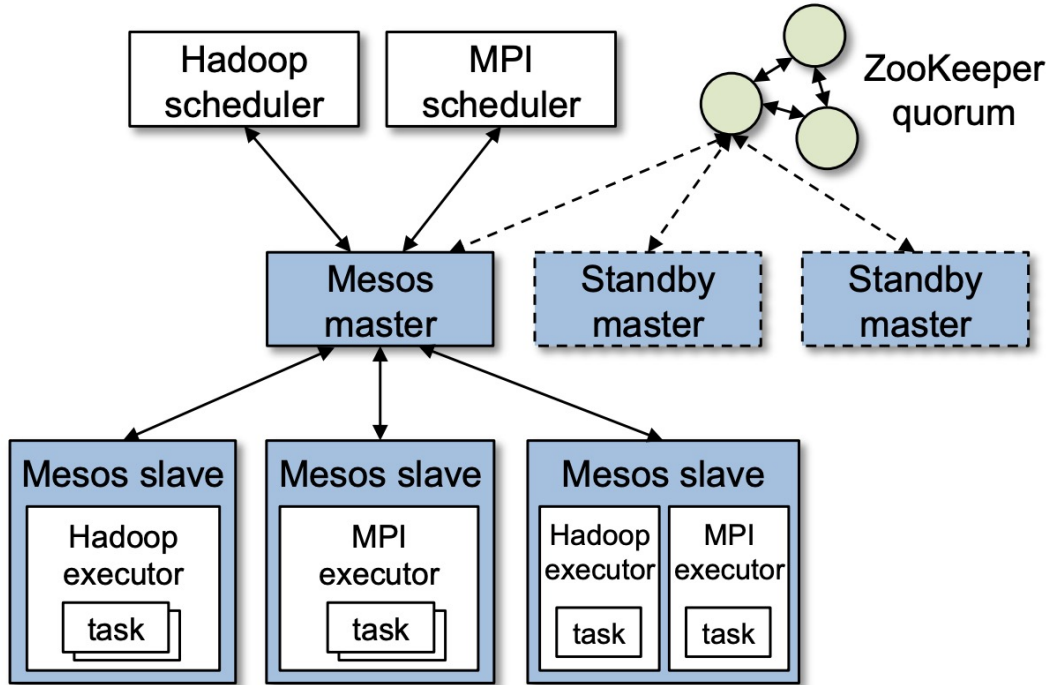 Hadoop
scheduler
MPI
scheduler
ZooKeeper
quorum
Mesos
master
Standby
master
Standby
master
Mesos slave
Hadoop
executor
task
Mesos slave
MPI
executor
task
Mesos slave
Hadoop
executor
task
MPI
executor
task